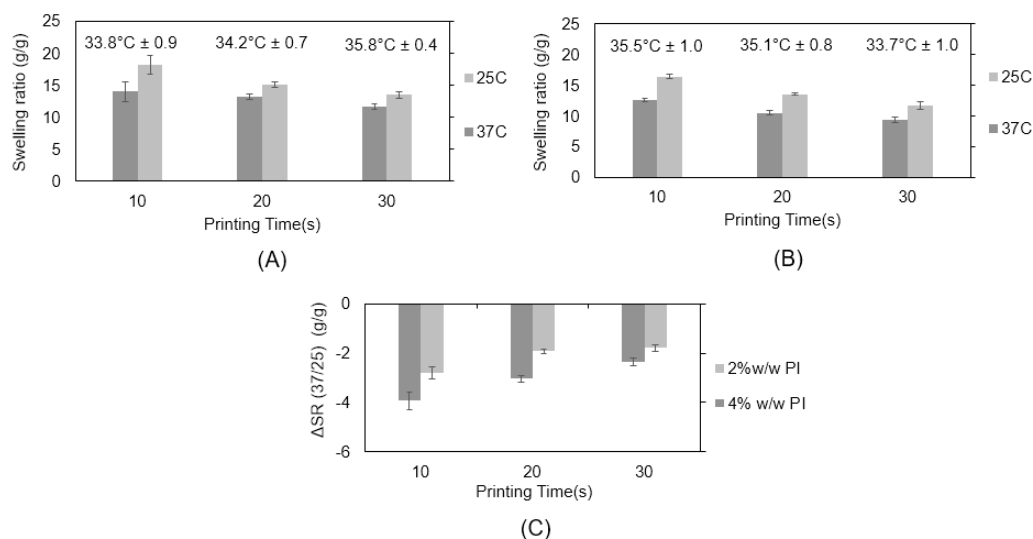 25
20
15
10
5
0
Swelling ratio (g/g)
33.8°C ± 0.9
34.2°C ± 0.7
35.8°C ± 0.4
10
20
30
Printing Time(s)
25C
37C
(A)
25
20
15
10
5
0
Swelling ratio (g/g)
35.5°C ± 1.0
35.1°C ± 0.8
33.7°C ± 1.0
10
20
30
Printing Time(s)
25C
37C
(B)
0
-2
-4
-6
ΔSR (37/25) (g/g)
10
20
30
Printing Time(s)
2%w/w PI
4% w/w PI
(C)